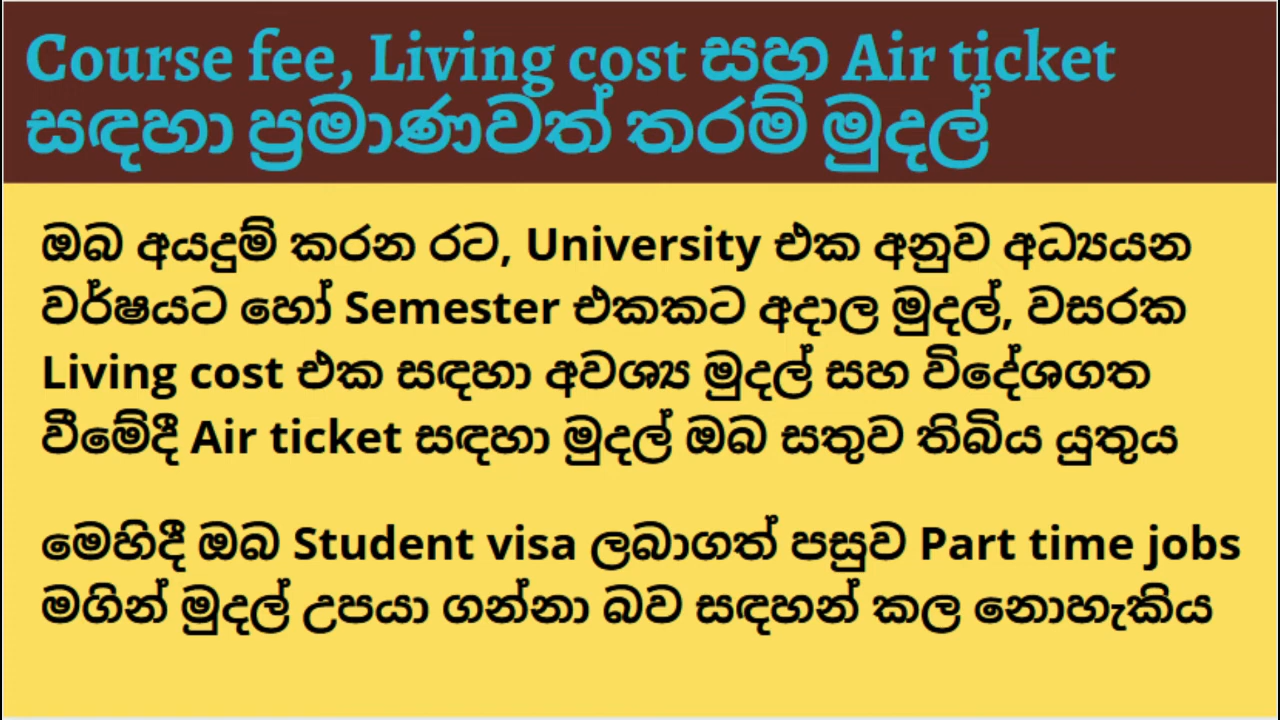 Course fee, Living cost සහ Air ticket
සඳහා ප්‍රමාණවත් තරම් මුදල්
ඔබ අයදුම් කරන රට, University එක අනුව අධ්‍යයන
වර්ෂයට හෝ Semester එකකට අදාල මුදල්, වසරක
Living cost එක සඳහා අවශ්‍ය මුදල් සහ විදේශගත
වීමේදී Air ticket සඳහා මුදල් ඔබ සතුව තිබිය යුතුය
මෙහිදී ඔබ Student visa ලබාගත් පසුව Part time jobs
මගින් මුදල් උපයා ගන්නා බව සඳහන් කල නොහැකිය